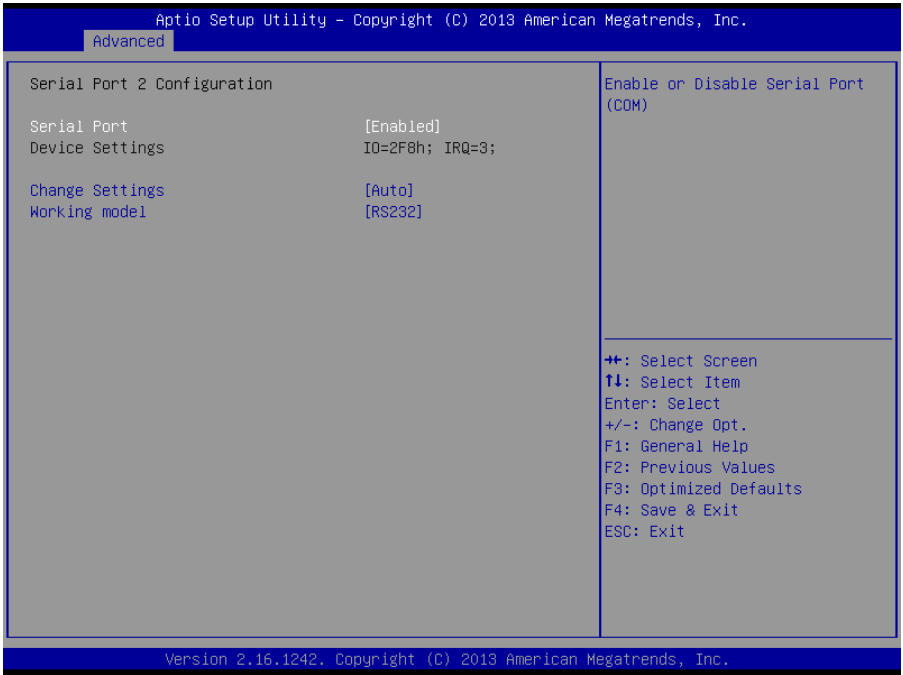 Aptio Setup Utility – Copyright (C) 2013 American Megatrends, Inc.
Advanced
Serial Port 2 Configuration
Serial Port [Enabled]
Device Settings IO=2F8h; IRQ=3;
Change Settings [Auto]
Working model [RS232]
Enable or Disable Serial Port
(COM)
→←: Select Screen
↑↓: Select Item
Enter: Select
+/-: Change Opt.
F1: General Help
F2: Previous Values
F3: Optimized Defaults
F4: Save & Exit
ESC: Exit
Version 2.16.1242. Copyright (C) 2013 American Megatrends, Inc.